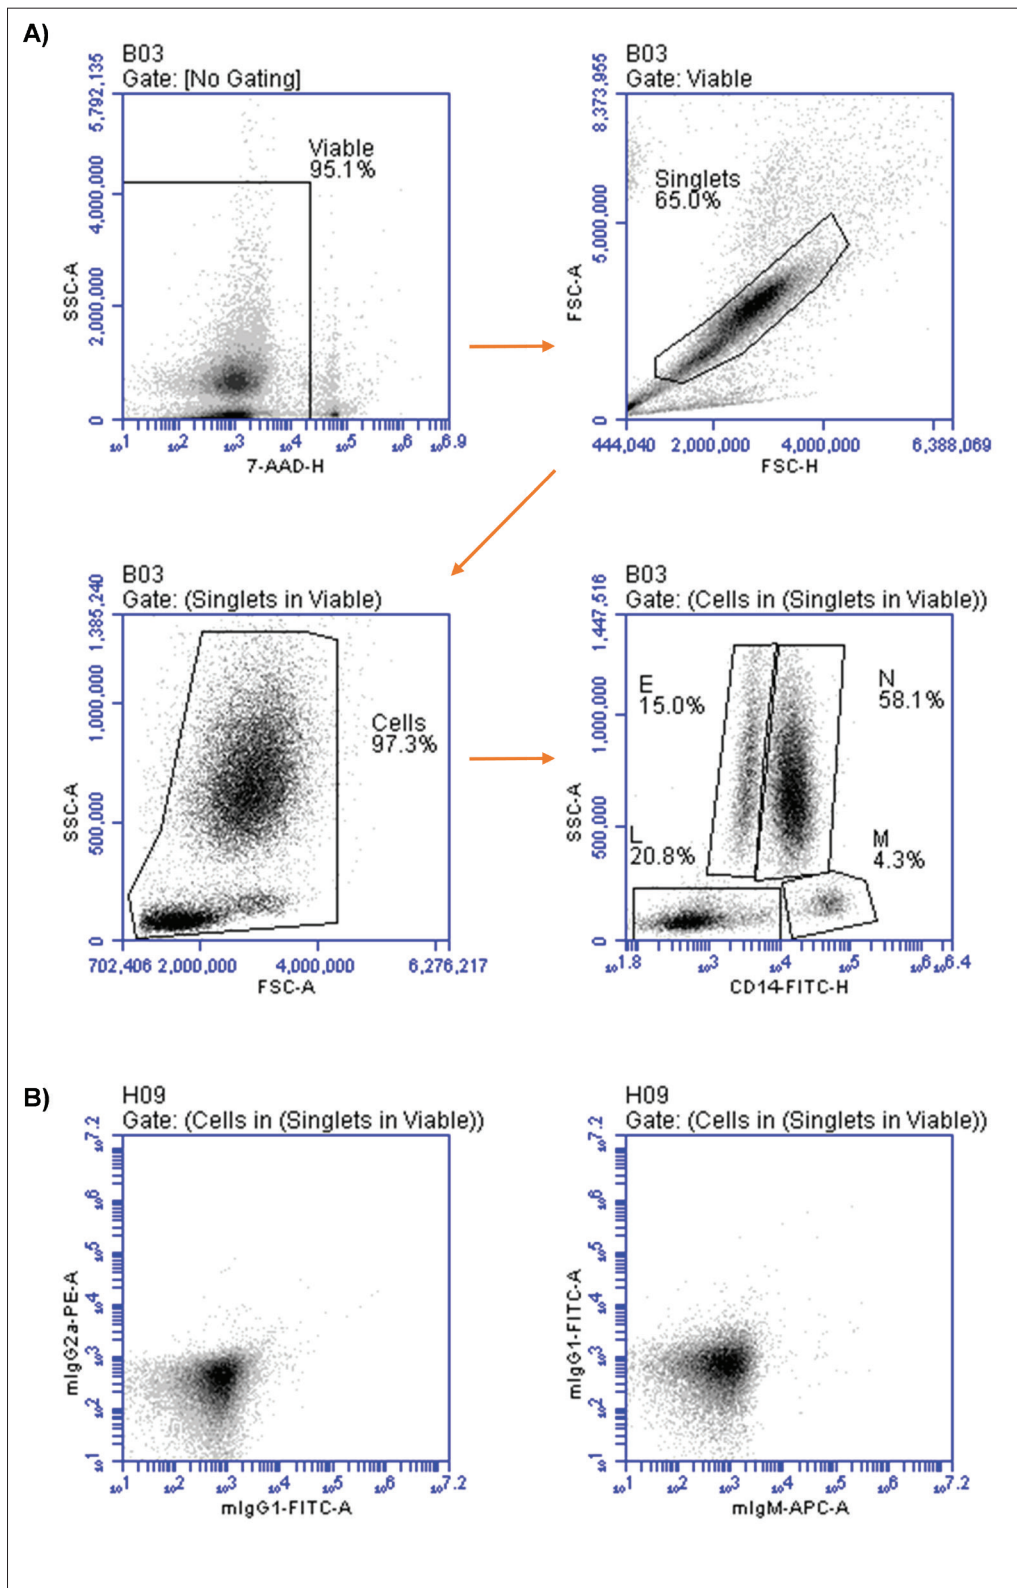 A)
B03
Gate: [No Gating]
5,792,135
4,000,000
2,000,000
0
SSC-A
Viable
95.1%
10^1 10^2 10^3 10^4 10^5 10^6 10^6.9
7-AAD-H
B03
Gate: Viable
8,373,955
5,000,000
0
FSC-A
Singlets
65.0%
444,040 2,000,000 4,000,000 6,388,069
FSC-H
B03
Gate: (Singlets in Viable)
1,385,240
1,000,000
500,000
0
SSC-A
Cells
97.3%
702,406 2,000,000 4,000,000 6,276,217
FSC-A
B03
Gate: (Cells in (Singlets in Viable))
1,447,516
1,000,000
500,000
0
SSC-A
E
15.0%
N
58.1%
L
20.8%
M
4.3%
10^1.8 10^3 10^4 10^5 10^6 10^6.4
CD14-FITC-H
B)
H09
Gate: (Cells in (Singlets in Viable))
10^7.2
10^6
10^5
10^4
10^3
10^2
10^1
mIgG2a-PE-A
10^1 10^2 10^3 10^4 10^5 10^6 10^7.2
mIgG1-FITC-A
H09
Gate: (Cells in (Singlets in Viable))
10^7.2
10^6
10^5
10^4
10^3
10^2
10^1
mIgG1-FITC-A
10^1 10^2 10^3 10^4 10^5 10^6 10^7.2
mIgM-APC-A